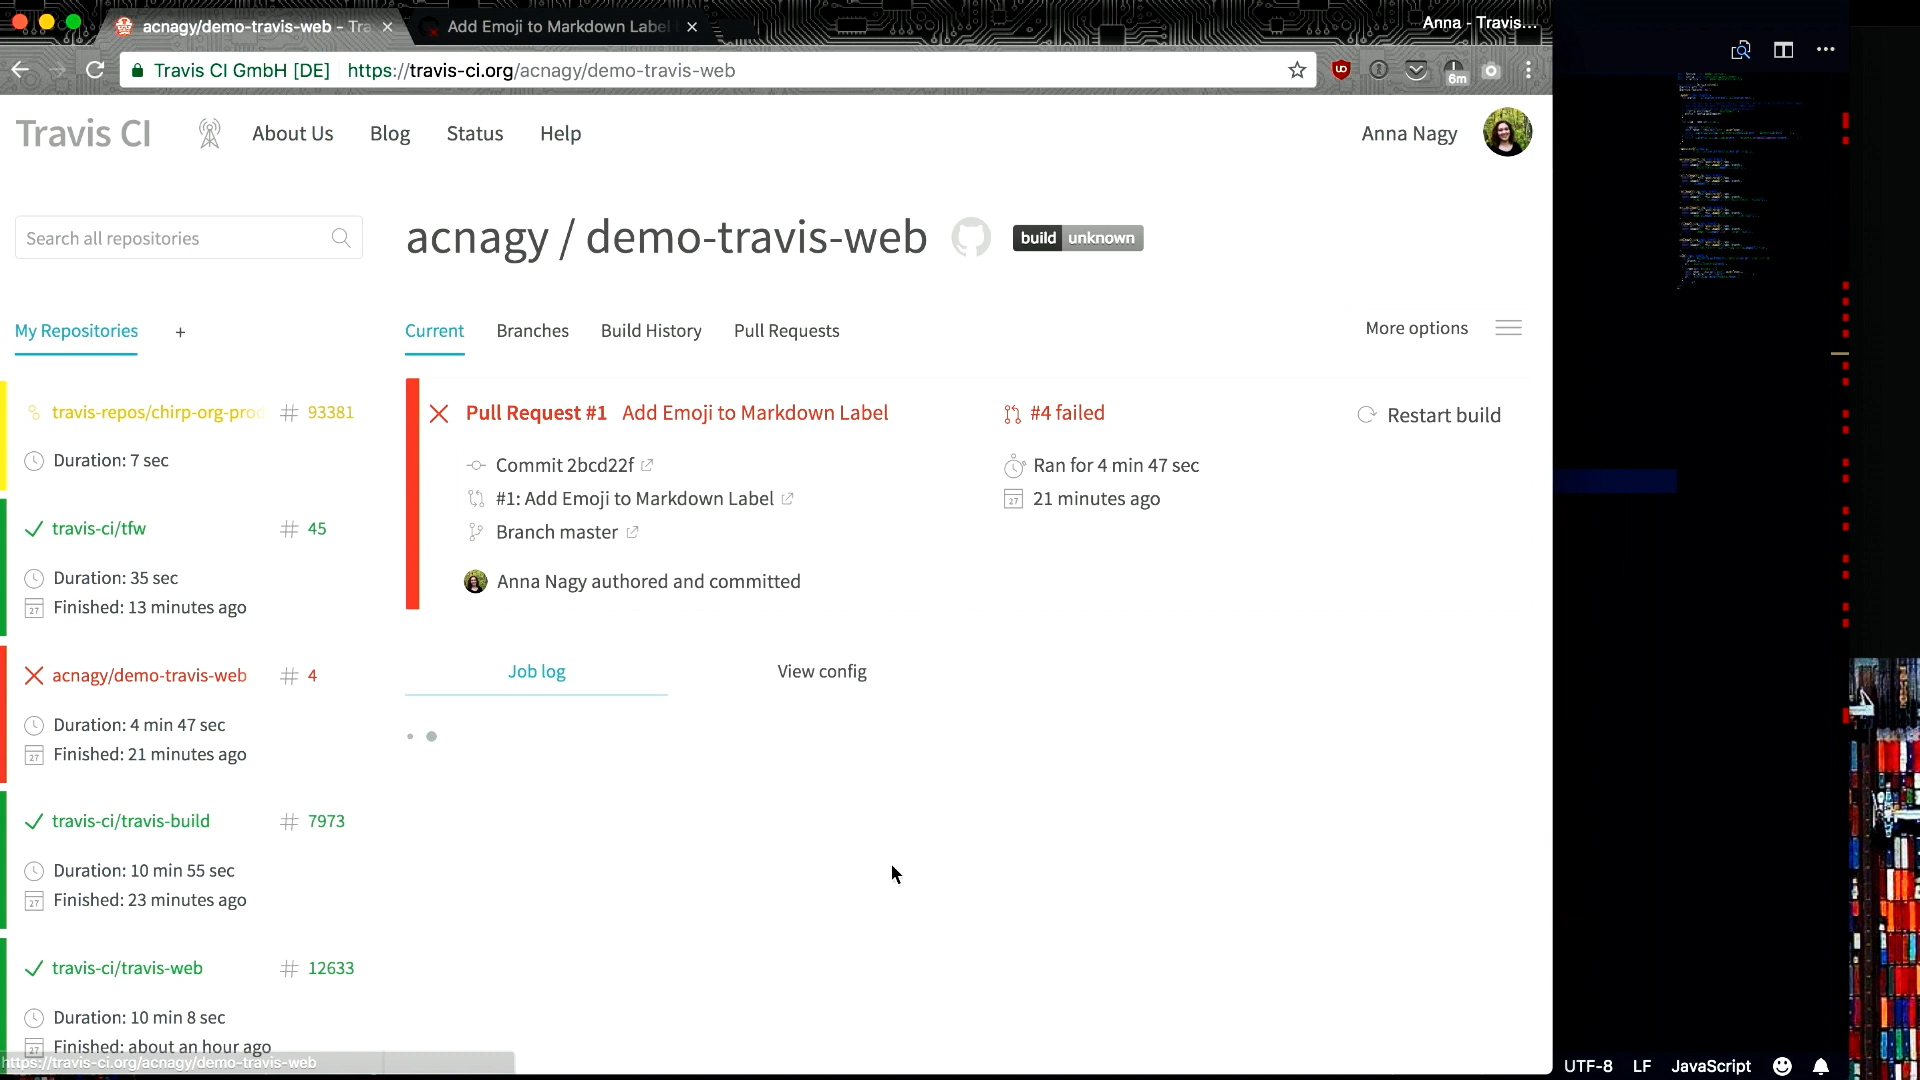 acnagy/demo-travis-web - Tra
Add Emoji to Markdown Label
Anna - Travis...
Travis CI GmbH [DE] https://travis-ci.org/acnagy/demo-travis-web
6m
Travis CI About Us Blog Status Help Anna Nagy
Search all repositories
acnagy / demo-travis-web build unknown
My Repositories +
Current Branches Build History Pull Requests More options
travis-repos/chirp-org-prod # 93381
Duration: 7 sec
travis-ci/tfw # 45
Duration: 35 sec
Finished: 13 minutes ago
acnagy/demo-travis-web # 4
Duration: 4 min 47 sec
Finished: 21 minutes ago
travis-ci/travis-build # 7973
Duration: 10 min 55 sec
Finished: 23 minutes ago
travis-ci/travis-web # 12633
Duration: 10 min 8 sec
Finished: about an hour ago
https://travis-ci.org/acnagy/demo-travis-web
Pull Request #1 Add Emoji to Markdown Label
#4 failed
Restart build
Commit 2bcd22f
Ran for 4 min 47 sec
#1: Add Emoji to Markdown Label
21 minutes ago
Branch master
Anna Nagy authored and committed
Job log View config
UTF-8 LF JavaScript